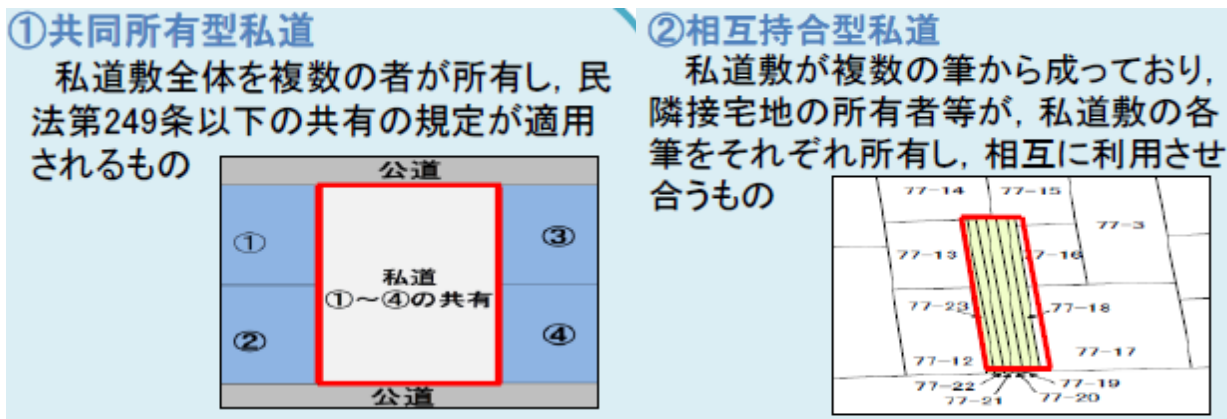 ①共同所有型私道
私道敷全体を複数の者が所有し，民
法第249条以下の共有の規定が適用
されるもの
公道
①
③
私道
①～④の共有
②
④
公道
②相互持合型私道
私道敷が複数の筆から成っており，
隣接宅地の所有者等が，私道敷の各
筆をそれぞれ所有し，相互に利用させ
合うもの
77-14
77-15
77-3
77-13
77-16
77-23
77-18
77-12
77-17
77-22
77-19
77-21
77-20